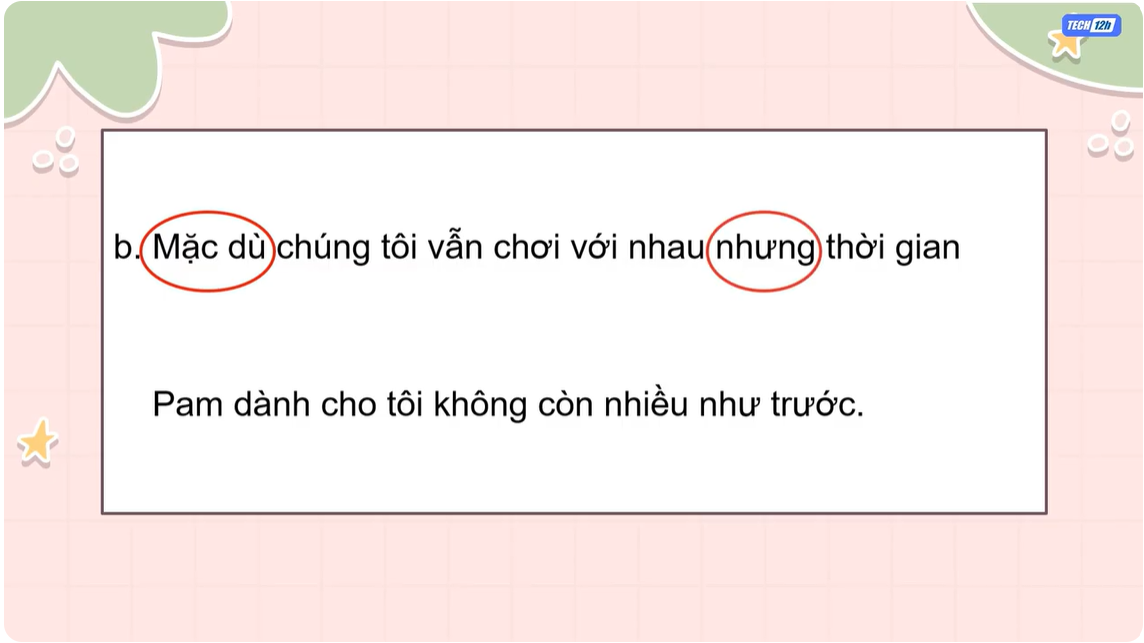 TECH 12h
b. Mặc dù chúng tôi vẫn chơi với nhau nhưng thời gian
Pam dành cho tôi không còn nhiều như trước.